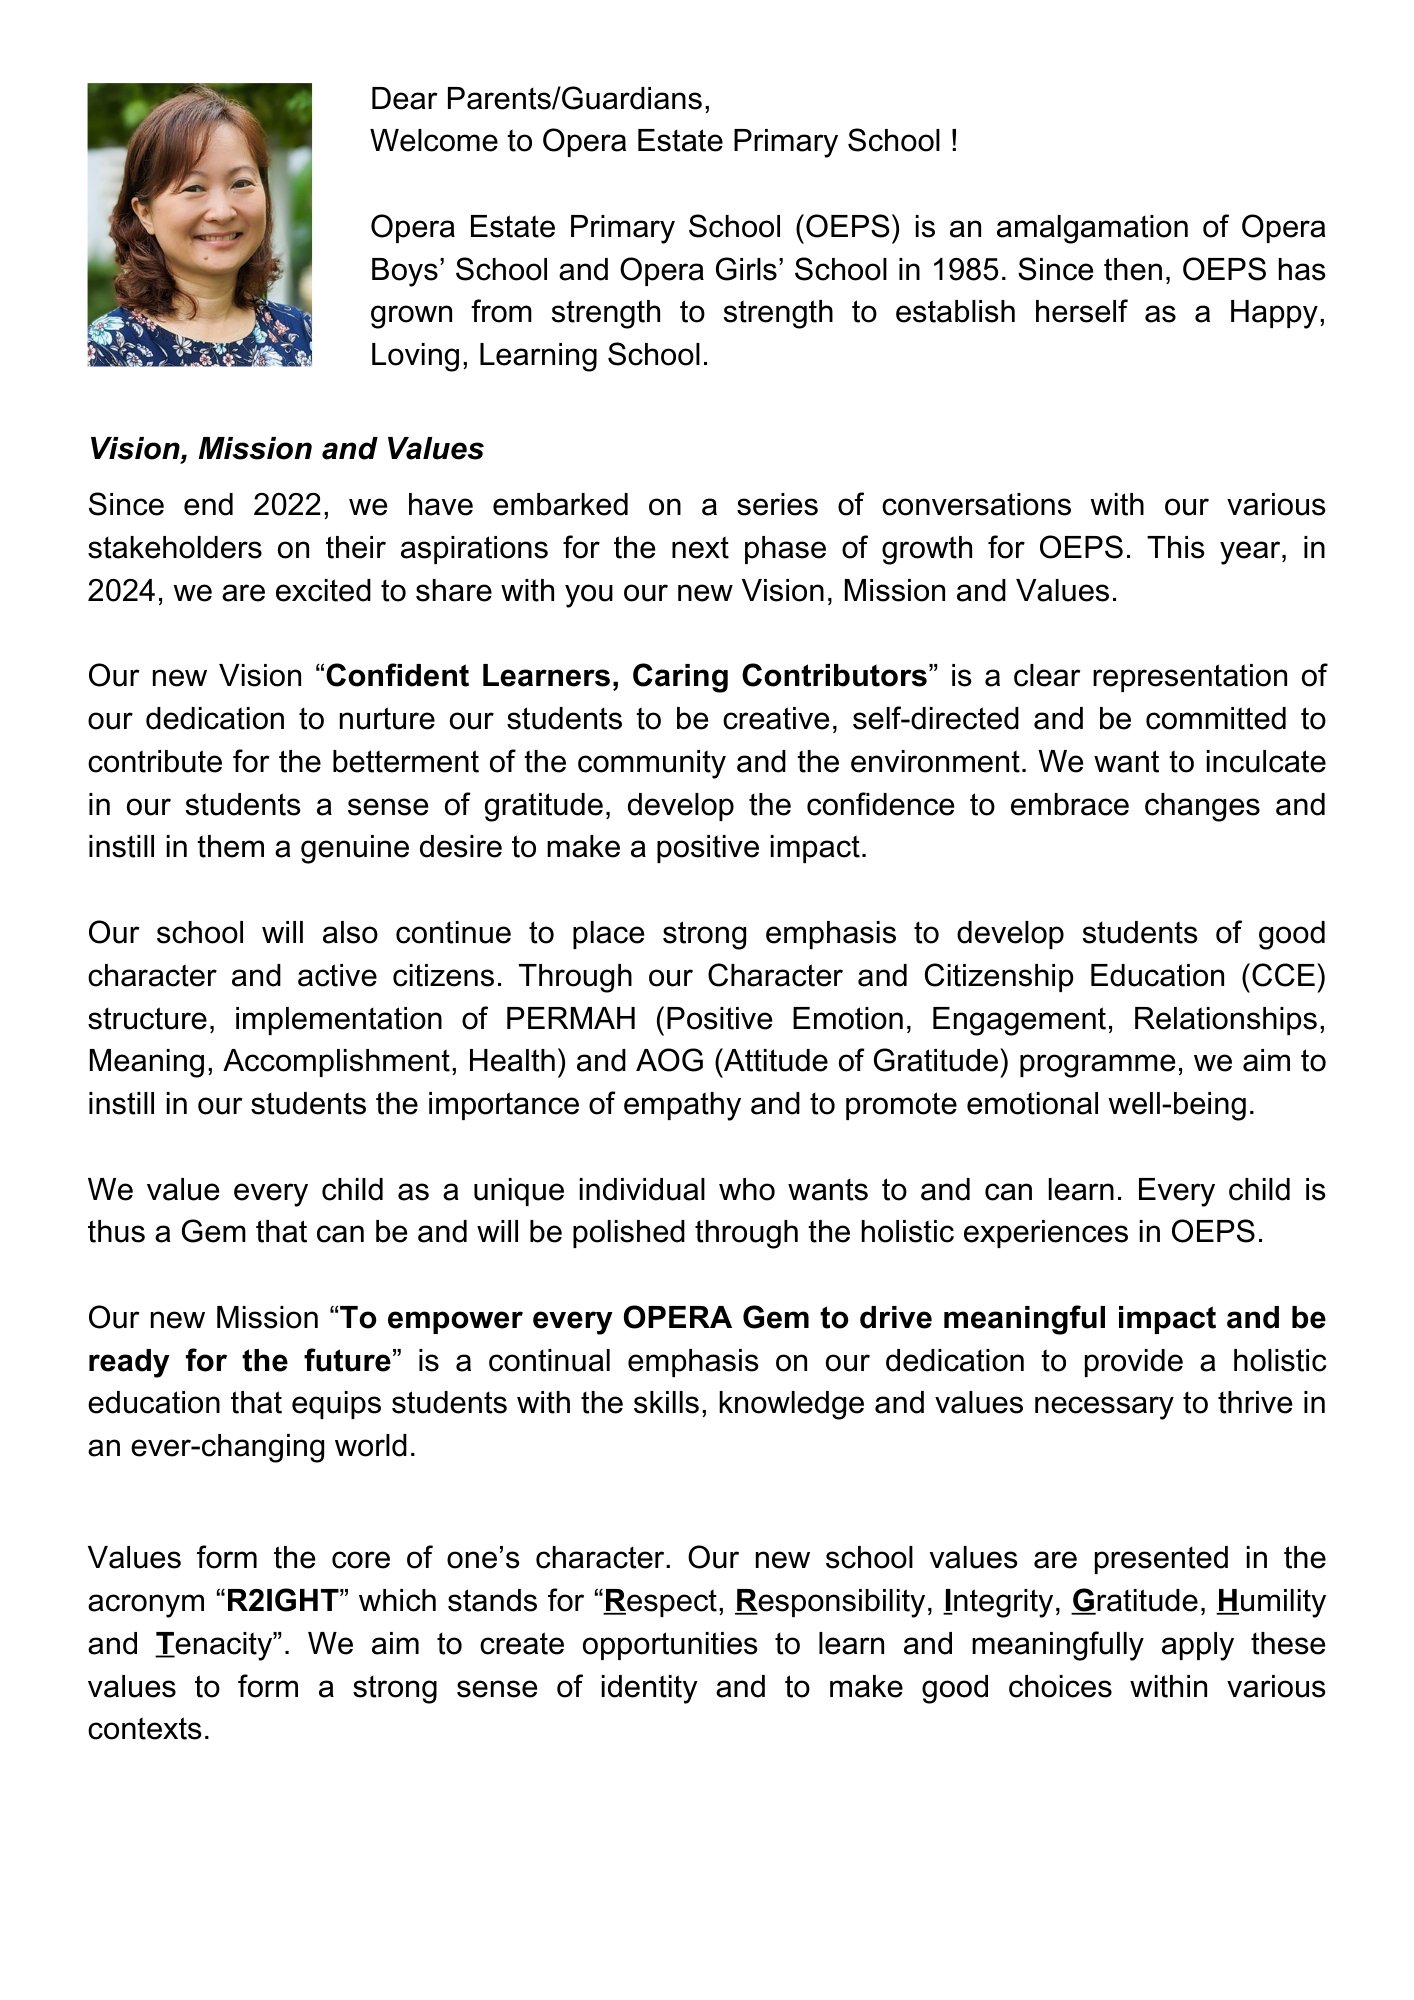 Dear Parents/Guardians,
Welcome to Opera Estate Primary School !
Opera Estate Primary School (OEPS) is an amalgamation of Opera
Boys’ School and Opera Girls’ School in 1985. Since then, OEPS has
grown from strength to strength to establish herself as a Happy,
Loving, Learning School.
Vision, Mission and Values
Since end 2022, we have embarked on a series of conversations with our various
stakeholders on their aspirations for the next phase of growth for OEPS. This year, in
2024, we are excited to share with you our new Vision, Mission and Values.
Our new Vision “Confident Learners, Caring Contributors” is a clear representation of
our dedication to nurture our students to be creative, self-directed and be committed to
contribute for the betterment of the community and the environment. We want to inculcate
in our students a sense of gratitude, develop the confidence to embrace changes and
instill in them a genuine desire to make a positive impact.
Our school will also continue to place strong emphasis to develop students of good
character and active citizens. Through our Character and Citizenship Education (CCE)
structure, implementation of PERMAH (Positive Emotion, Engagement, Relationships,
Meaning, Accomplishment, Health) and AOG (Attitude of Gratitude) programme, we aim to
instill in our students the importance of empathy and to promote emotional well-being.
We value every child as a unique individual who wants to and can learn. Every child is
thus a Gem that can be and will be polished through the holistic experiences in OEPS.
Our new Mission “To empower every OPERA Gem to drive meaningful impact and be
ready for the future” is a continual emphasis on our dedication to provide a holistic
education that equips students with the skills, knowledge and values necessary to thrive in
an ever-changing world.
Values form the core of one’s character. Our new school values are presented in the
acronym “R2IGHT” which stands for “Respect, Responsibility, Integrity, Gratitude, Humility
and Tenacity”. We aim to create opportunities to learn and meaningfully apply these
values to form a strong sense of identity and to make good choices within various
contexts.